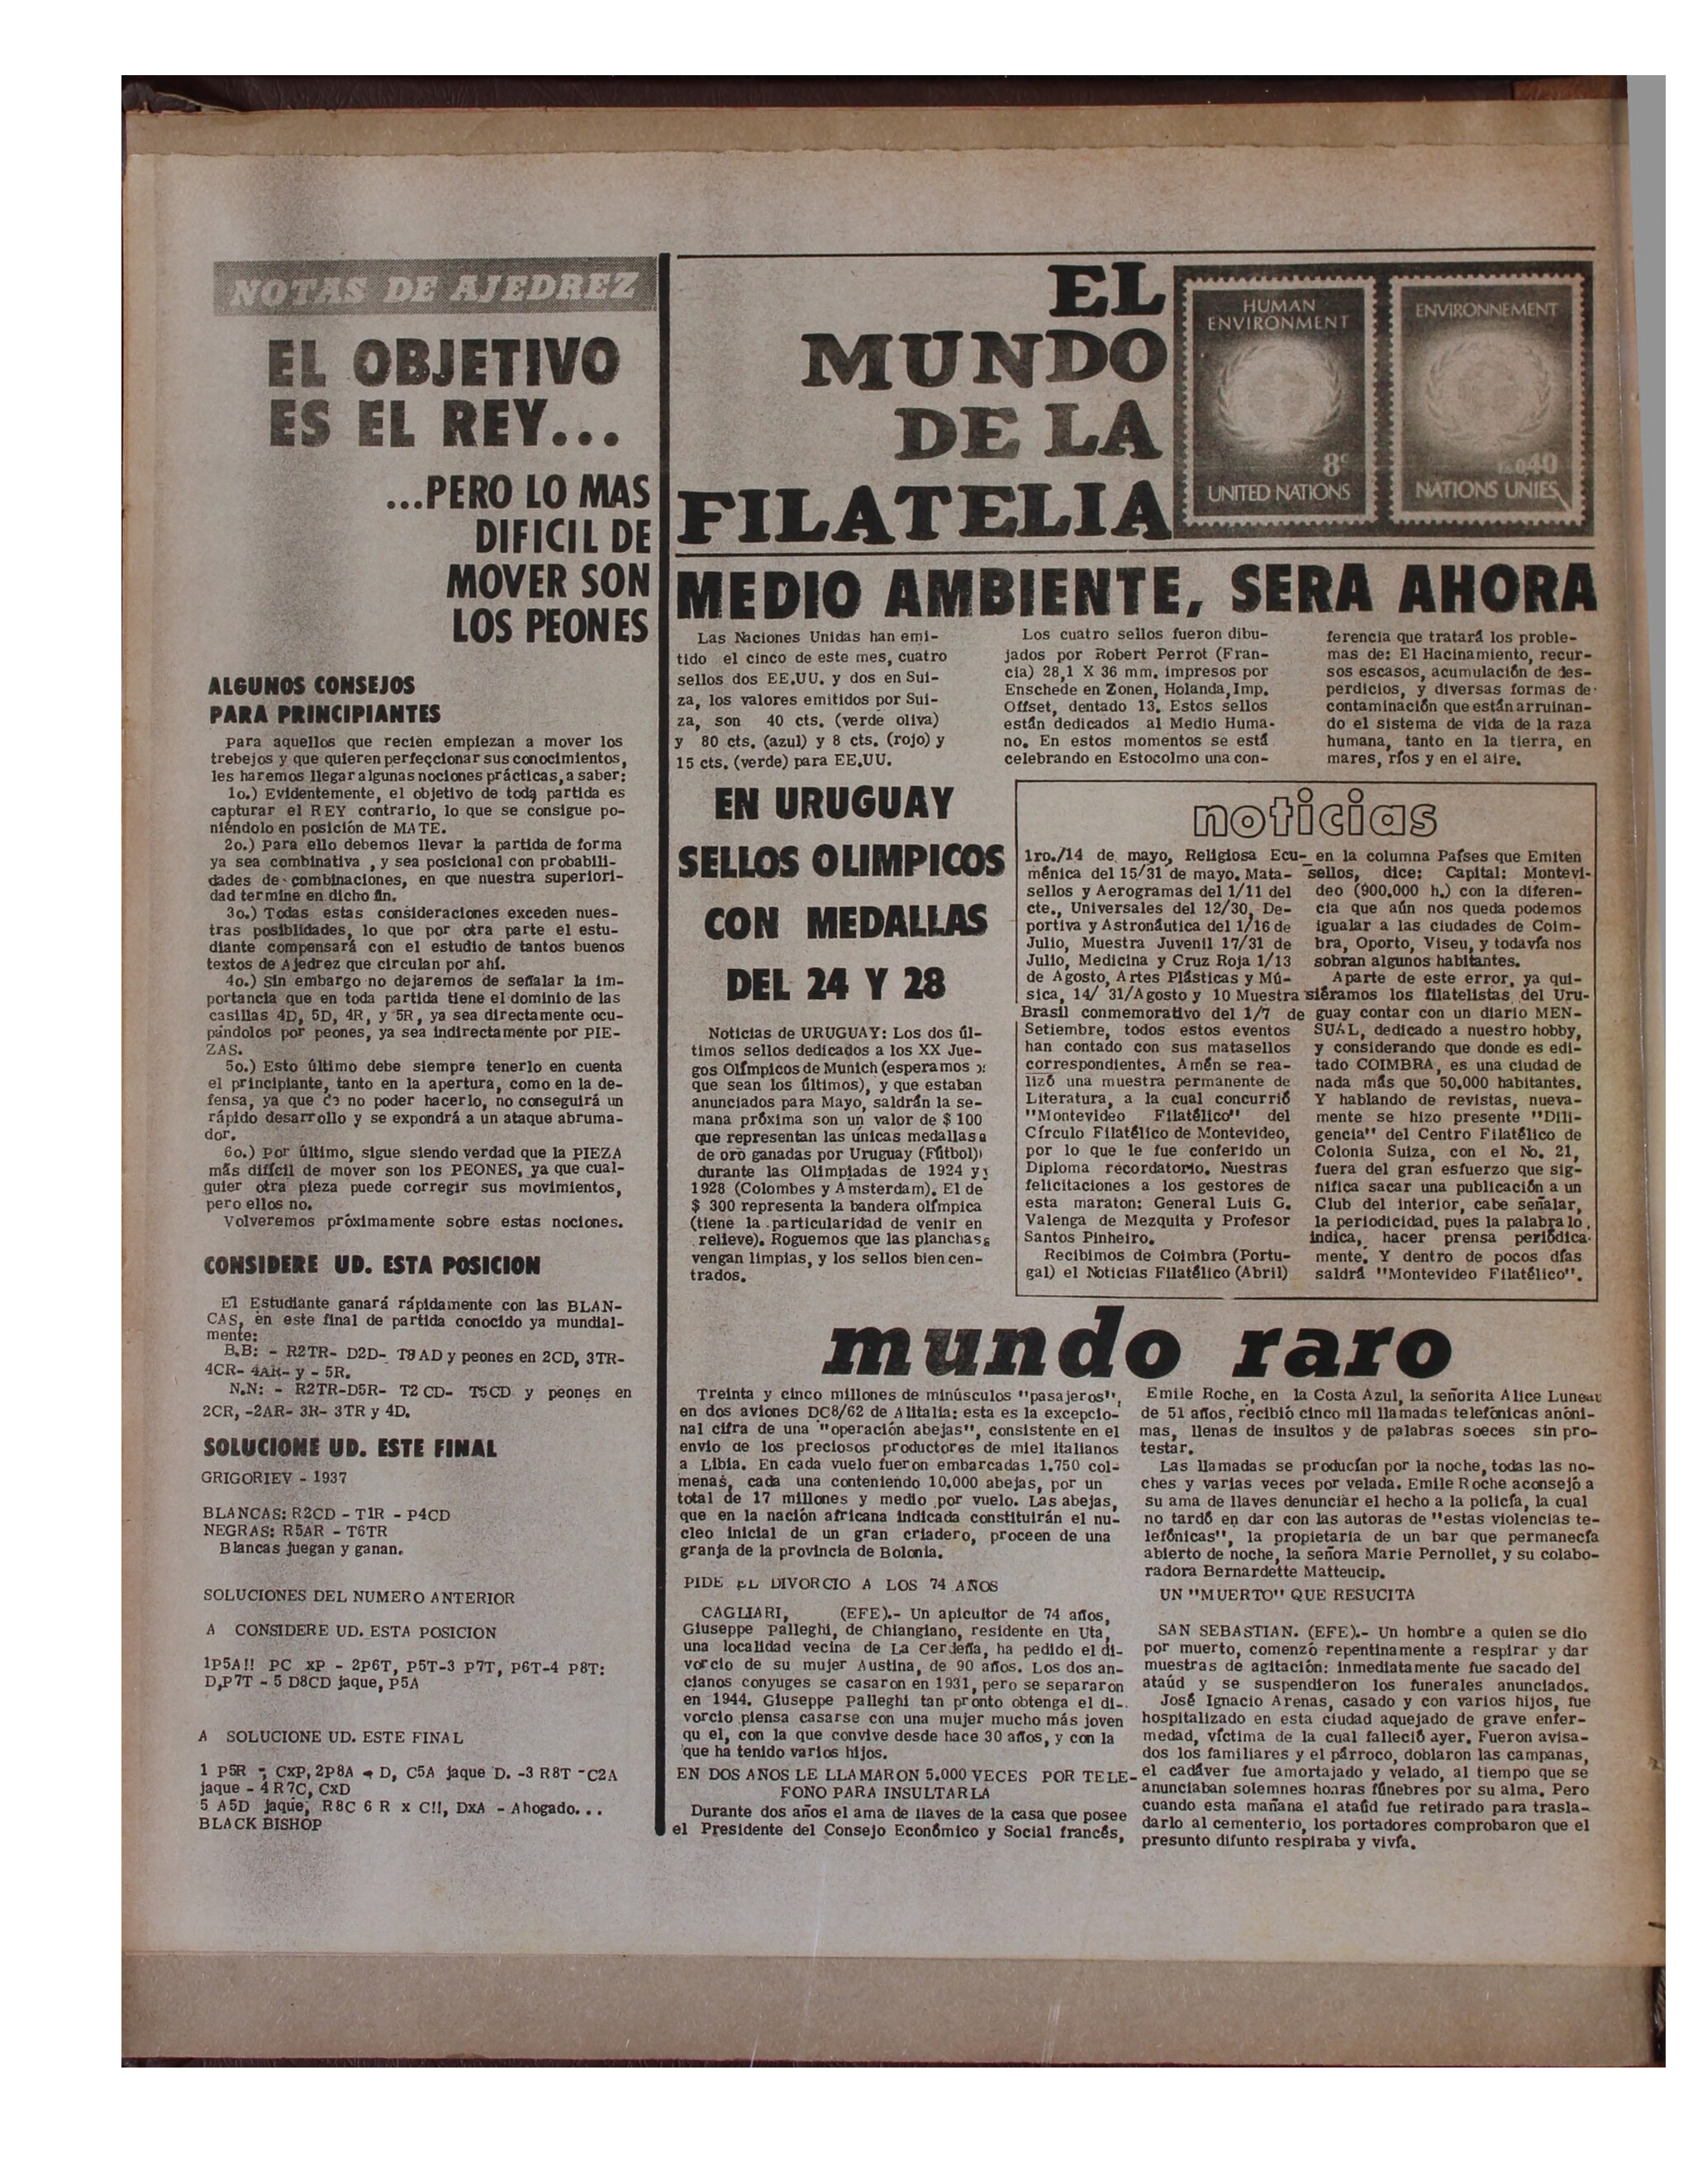 NOTAS DE AJEDREZ
EL OBJETIVO
ES EL REY...
...PERO LO MAS
DIFICIL DE
MOVER SON
LOS PEONES
ALGUNOS CONSEJOS
PARA PRINCIPIANTES
Para aquellos que recièn empiezan a mover los
trebejos y que quieren perfeccionar sus conocimientos,
les haremos llegar algunas nociones prácticas, a saber:
1o.) Evidentemente, el objetivo de toda partida es
capturar el REY contrario, lo que se consigue po-
niéndolo en posición de MATE.
2o.) Para ello debemos llevar la partida de forma
ya sea combinativa , y sea posicional con probabili-
dades de combinaciones, en que nuestra superiori-
dad termine en dicho fin.
3o.) Todas estas consideraciones exceden nues-
tras posiblidades, lo que por otra parte el estu-
diante compensará con el estudio de tantos buenos
textos de Ajedrez que circulan por ahí.
4o.) Sin embargo no dejaremos de señalar la im-
portancia que en toda partida tiene el dominio de las
casillas 4D, 5D, 4R, y 5R, ya sea directamente ocu-
pándolos por peones, ya sea indirectamente por PIE-
ZAS.
5o.) Esto último debe siempre tenerlo en cuenta
el principiante, tanto en la apertura, como en la de-
fensa, ya que de no poder hacerlo, no conseguirá un
rápido desarrollo y se expondrá a un ataque abruma-
dor.
6o.) Por último, sigue siendo verdad que la PIEZA
más difícil de mover son los PEONES, ya que cual-
quier otra pieza puede corregir sus movimientos,
pero ellos no.
Volveremos próximamente sobre estas nociones.
CONSIDERE UD. ESTA POSICION
El Estudiante ganará rápidamente con las BLAN-
CAS, en este final de partida conocido ya mundial-
mente:
B.B: - R2TR- D2D- T8AD y peones en 2CD, 3TR-
4CR- 4AR- y - 5R.
N.N: - R2TR-D5R- T2 CD- T5CD y peones en
2CR, -2AR- 3R- 3TR y 4D.
SOLUCIONE UD. ESTE FINAL
GRIGORIEV - 1937
BLANCAS: R2CD - T1R - P4CD
NEGRAS: R5AR - T6TR
Blancas juegan y ganan.
SOLUCIONES DEL NUMERO ANTERIOR
A CONSIDERE UD. ESTA POSICION
1P5A!! PC xP - 2P6T, P5T-3 P7T, P6T-4 P8T:
D,P7T - 5 D8CD jaque, P5A
A SOLUCIONE UD. ESTE FINAL
1 P5R -; CxP, 2P8A - D, C5A jaque D. -3 R8T -C2A
jaque - 4 R7C, CxD
5 A5D jaque, R8C 6 R x C!!, DxA - Ahogado...
BLACK BISHOP
EL
MUNDO
DE LA
FILATELIA
HUMAN
ENVIRONMENT
8c
UNITED NATIONS
ENVIRONNEMENT
0,40
NATIONS UNIES
MEDIO AMBIENTE, SERA AHORA
Las Naciones Unidas han emi-
tido el cinco de este mes, cuatro
sellos dos EE.UU. y dos en Sui-
za, los valores emitidos por Sui-
za, son 40 cts. (verde oliva)
y 80 cts. (azul) y 8 cts. (rojo) y
15 cts. (verde) para EE.UU.
Los cuatro sellos fueron dibu-
jados por Robert Perrot (Fran-
cia) 28,1 X 36 mm. impresos por
Enschede en Zonen, Holanda, Imp.
Offset, dentado 13. Estos sellos
están dedicados al Medio Huma-
no. En estos momentos se está
celebrando en Estocolmo una con-
ferencia que tratará los proble-
mas de: El Hacinamiento, recur-
sos escasos, acumulación de des-
perdicios, y diversas formas de
contaminación que están arruinan-
do el sistema de vida de la raza
humana, tanto en la tierra, en
mares, ríos y en el aire.
EN URUGUAY
SELLOS OLIMPICOS
CON MEDALLAS
DEL 24 Y 28
Noticias de URUGUAY: Los dos úl-
timos sellos dedicados a los XX Jue-
gos Olímpicos de Munich (esperamos
que sean los últimos), y que estaban
anunciados para Mayo, saldrán la se-
mana próxima son un valor de $ 100
que representan las únicas medallas
de oro ganadas por Uruguay (Fútbol)
durante las Olimpiadas de 1924 y
1928 (Colombes y Amsterdam). El de
$ 300 representa la bandera olímpica
(tiene la particularidad de venir en
relieve). Roguemos que las planchas
vengan limpias, y los sellos bien cen-
trados.
noticias
1ro./14 de mayo, Religiosa Ecu-
ménica del 15/31 de mayo. Mata-
sellos y Aerogramas del 1/11 del
cte., Universales del 12/30, De-
portiva y Astronáutica del 1/16 de
Julio, Muestra Juvenil 17/31 de
Julio, Medicina y Cruz Roja 1/13
de Agosto, Artes Plásticas y Mú-
sica, 14/ 31/Agosto y 10 Muestra
Brasil conmemorativo del 1/7 de
Setiembre, todos estos eventos
han contado con sus matasellos
correspondientes. Amén se rea-
lizó una muestra permanente de
Literatura, a la cual concurrió
"Montevideo Filatélico" del
Círculo Filatélico de Montevideo,
por lo que le fue conferido un
Diploma recordatorio. Nuestras
felicitaciones a los gestores de
esta maraton: General Luis G.
Valenga de Mezquita y Profesor
Santos Pinheiro.
Recibimos de Coimbra (Portu-
gal) el Noticias Filatélico (Abril)
en la columna Países que Emiten
sellos, dice: Capital: Montevi-
deo (900.000 h.) con la diferen-
cia que aún nos queda podemos
igualar a las ciudades de Coim-
bra, Oporto, Viseu, y todavía nos
sobran algunos habitantes.
Aparte de este error, ya qui-
siéramos los filatelistas del Uru-
guay contar con un diario MEN-
SUAL, dedicado a nuestro hobby,
y considerando que donde es edi-
tado COIMBRA, es una ciudad de
nada más que 50.000 habitantes.
Y hablando de revistas, nueva-
mente se hizo presente "Dili-
gencia" del Centro Filatélico de
Colonia Suiza, con el No. 21,
fuera del gran esfuerzo que sig-
nifica sacar una publicación a un
Club del interior, cabe señalar,
la periodicidad, pues la palabra lo
indica, hacer prensa periódica-
mente. Y dentro de pocos días
saldrá "Montevideo Filatélico".
mundo raro
Treinta y cinco millones de minúsculos "pasajeros",
en dos aviones DC8/62 de Alitalia: esta es la excepcio-
nal cifra de una "operación abejas", consistente en el
envio de los preciosos productores de miel italianos
a Libia. En cada vuelo fueron embarcadas 1.750 col-
menas, cada una conteniendo 10.000 abejas, por un
total de 17 millones y medio por vuelo. Las abejas,
que en la nación africana indicada constituirán el nu-
cleo inicial de un gran criadero, proceen de una
granja de la provincia de Bolonia.
PIDE EL DIVORCIO A LOS 74 AÑOS
CAGLIARI, (EFE).- Un apicultor de 74 años,
Giuseppe Palleghi, de Chiangiano, residente en Uta,
una localidad vecina de La Cerdeña, ha pedido el di-
vorcio de su mujer Austina, de 90 años. Los dos an-
cianos conyuges se casaron en 1931, pero se separaron
en 1944. Giuseppe Palleghi tan pronto obtenga el di-
vorcio piensa casarse con una mujer mucho más joven
qu el, con la que convive desde hace 30 años, y con la
que ha tenido varios hijos.
EN DOS AÑOS LE LLAMARON 5.000 VECES POR TELE-
FONO PARA INSULTARLA
Durante dos años el ama de llaves de la casa que posee
el Presidente del Consejo Económico y Social francés,
Emile Roche, en la Costa Azul, la señorita Alice Luneau
de 51 años, recibió cinco mil llamadas telefónicas anóni-
mas, llenas de insultos y de palabras soeces sin pro-
testar.
Las llamadas se producían por la noche, todas las no-
ches y varias veces por velada. Emile Roche aconsejó a
su ama de llaves denunciar el hecho a la policía, la cual
no tardó en dar con las autoras de "estas violencias te-
lefónicas", la propietaria de un bar que permanecía
abierto de noche, la señora Marie Pernollet, y su colabo-
radora Bernardette Matteucip.
UN "MUERTO" QUE RESUCITA
SAN SEBASTIAN. (EFE).- Un hombre a quien se dio
por muerto, comenzó repentinamente a respirar y dar
muestras de agitación: inmediatamente fue sacado del
ataúd y se suspendieron los funerales anunciados.
José Ignacio Arenas, casado y con varios hijos, fue
hospitalizado en esta ciudad aquejado de grave enfer-
medad, víctima de la cual falleció ayer. Fueron avisa-
dos los familiares y el párroco, doblaron las campanas,
el cadáver fue amortajado y velado, al tiempo que se
anunciaban solemnes honras fúnebres por su alma. Pero
cuando esta mañana el ataúd fue retirado para trasla-
darlo al cementerio, los portadores comprobaron que el
presunto difunto respiraba y vivía.